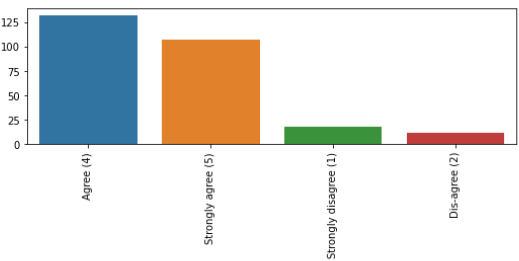 125
100
75
50
25
0
Agree (4)
Strongly agree (5)
Strongly disagree (1)
Dis-agree (2)